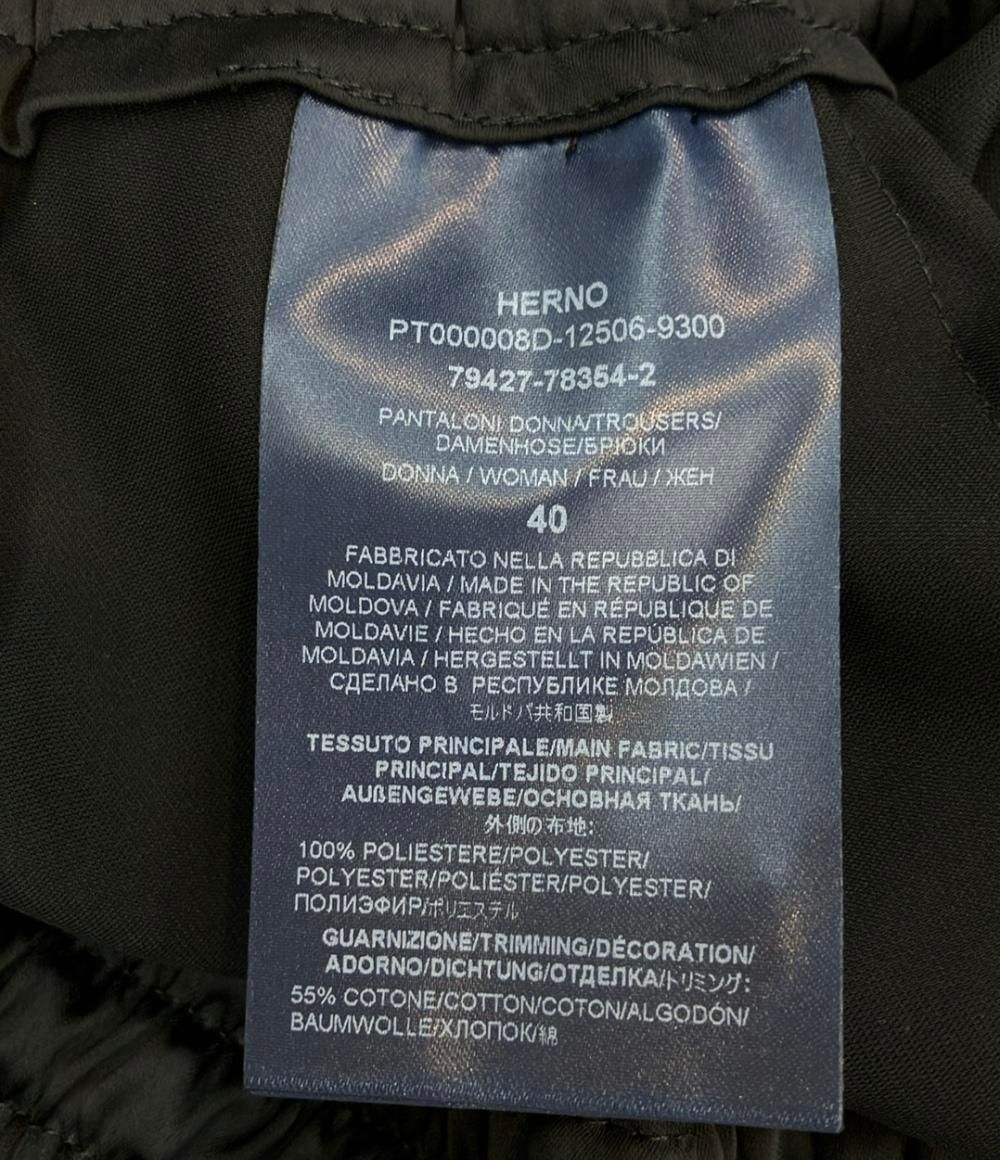 HERNO
PT000008D-12506-9300
79427-78354-2
PANTALONI DONNA/TROUSERS/
DAMENHOSE/БРЮКИ
DONNA / WOMAN / FRAU / ЖЕН
40
FABBRICATO NELLA REPUBBLICA DI
MOLDAVIA / MADE IN THE REPUBLIC OF
MOLDOVA / FABRIQUÉ EN RÉPUBLIQUE DE
MOLDAVIE / HECHO EN LA REPÚBLICA DE
MOLDAVIA / HERGESTELLT IN MOLDAWIEN /
СДЕЛАНО В РЕСПУБЛИКЕ МОЛДОВА /
モルドバ共和国製
TESSUTO PRINCIPALE/MAIN FABRIC/TISSU
PRINCIPAL/TEJIDO PRINCIPAL/
AUßENGEWEBE/ОСНОВНАЯ ТКАНЬ/
外側の布地:
100% POLIESTERE/POLYESTER/
POLYESTER/POLIÉSTER/POLYESTER/
ПОЛИЭФИР/ポリエステル
GUARNIZIONE/TRIMMING/DÉCORATION/
ADORNO/DICHTUNG/ОТДЕЛКА/トリミング:
55% COTONE/COTTON/COTON/ALGODÓN/
BAUMWOLLE/ХЛОПОК/綿